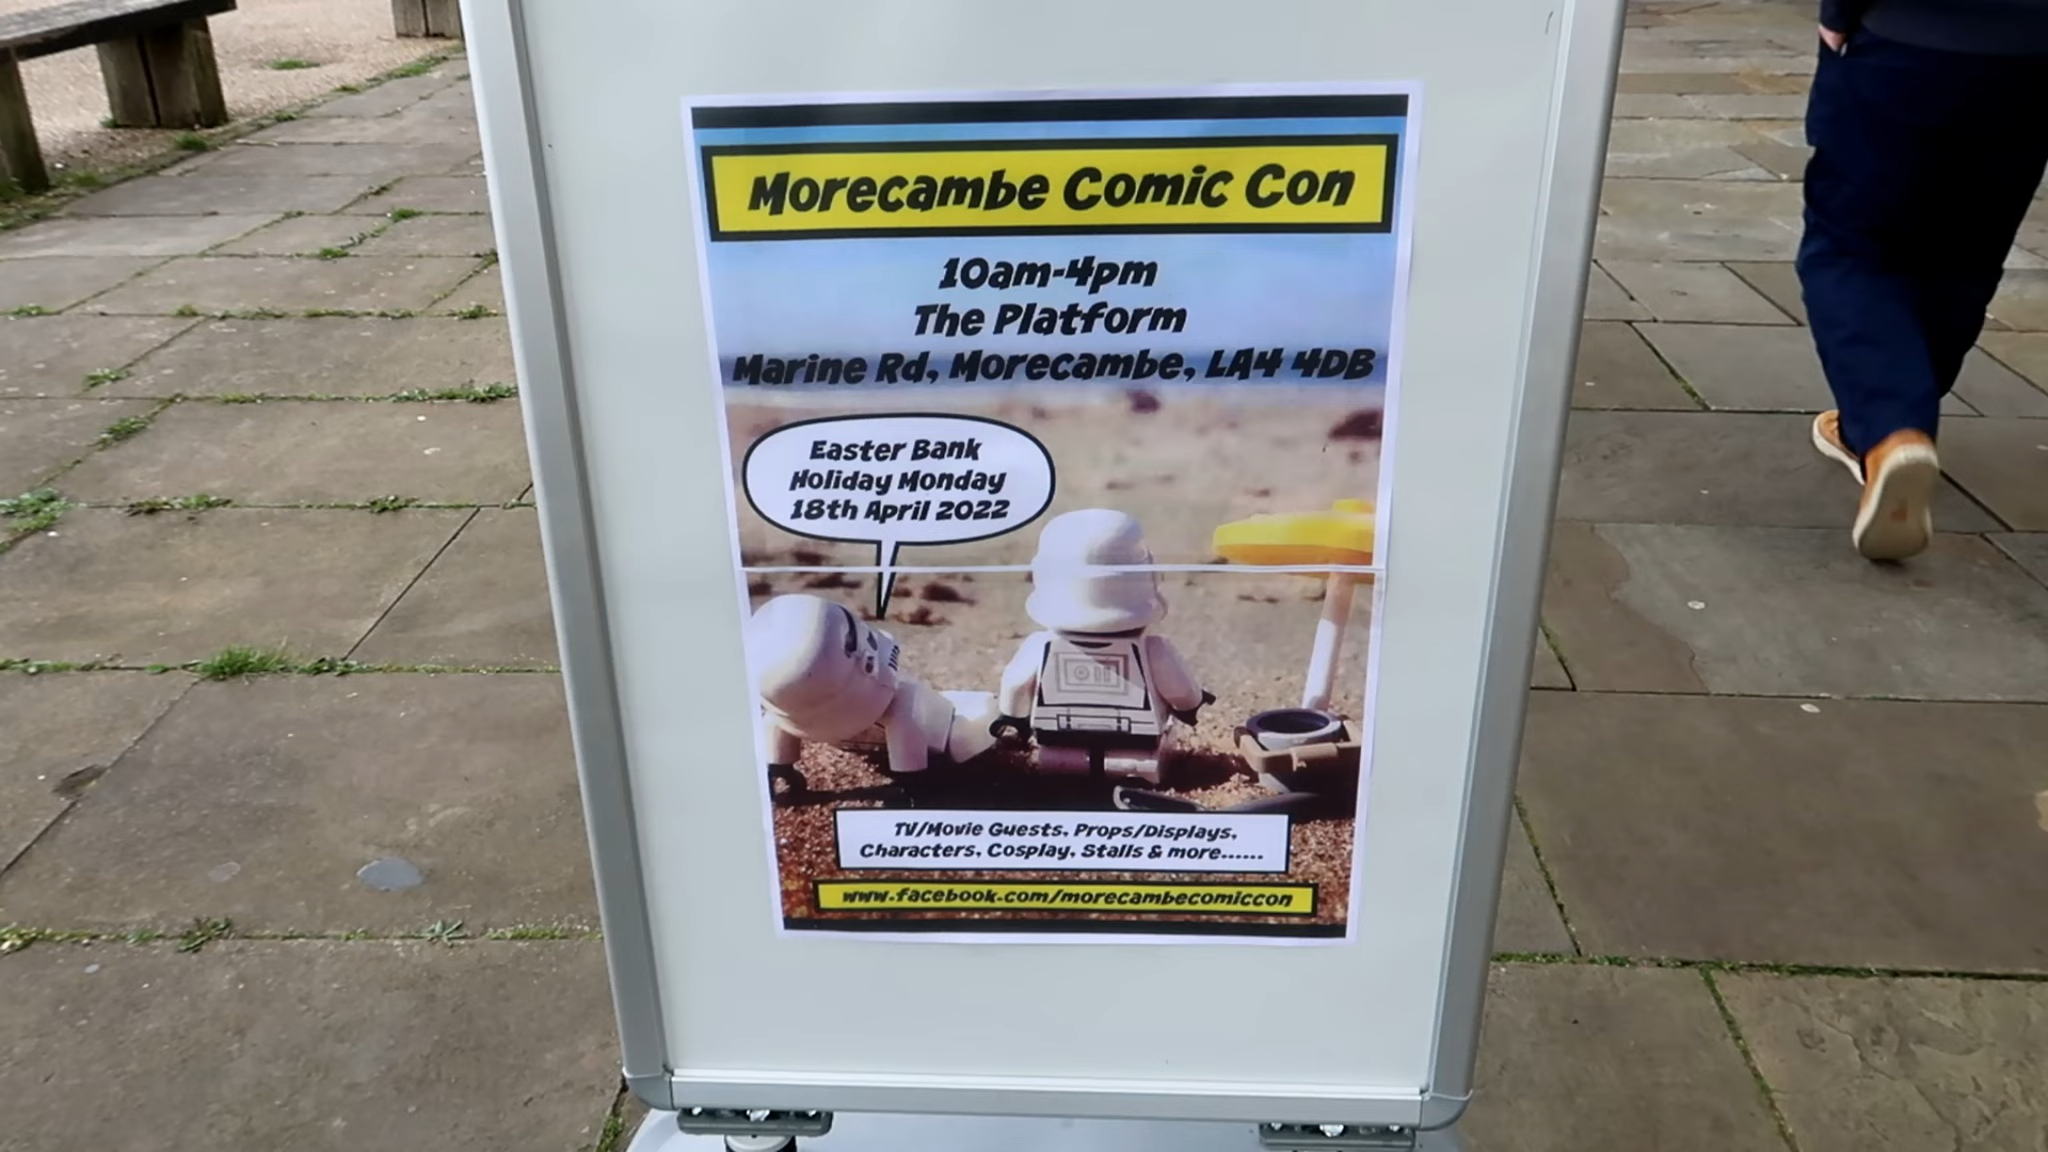 Morecambe Comic Con
10am-4pm
The Platform
Marine Rd, Morecambe, LA4 4DB
Easter Bank
Holiday Monday
18th April 2022
TV/Movie Guests, Props/Displays,
Characters, Cosplay, Stalls & more......
www.facebook.com/morecambecomiccon